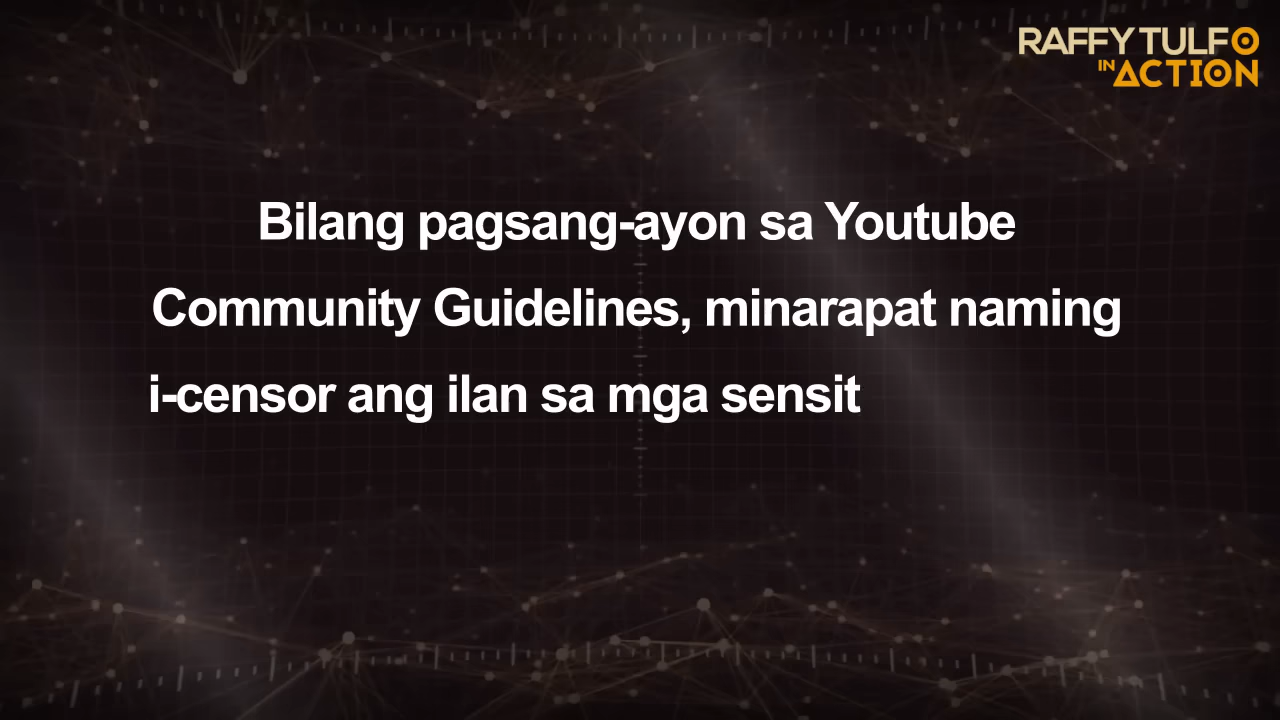 RAFFY TULFO
IN ACTION
Bilang pagsang-ayon sa Youtube
Community Guidelines, minarapat naming
i-censor ang ilan sa mga sensit